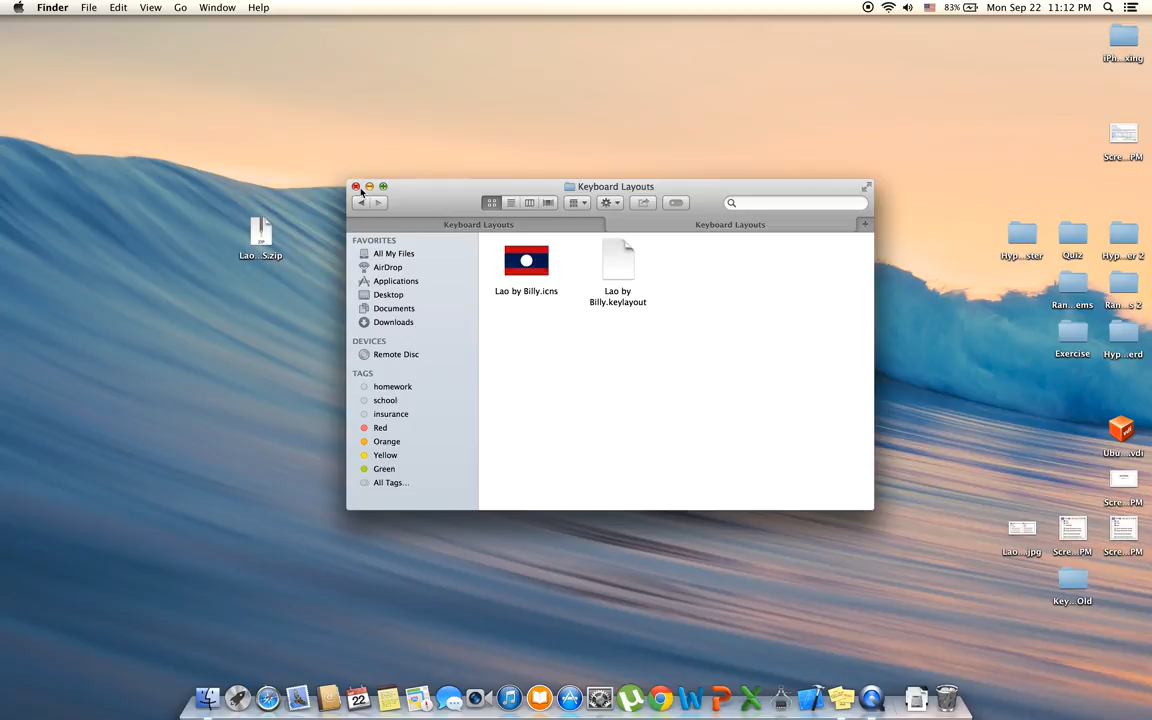 Finder File Edit View Go Window Help
83% Mon Sep 22 11:12 PM
iPh...xing
Scre...PM
Keyboard Layouts
Keyboard Layouts Keyboard Layouts
FAVORITES
All My Files
AirDrop
Applications
Desktop
Documents
Downloads
DEVICES
Remote Disc
TAGS
homework
school
insurance
Red
Orange
Yellow
Green
All Tags...
Lao by Billy.icns
Lao by
Billy.keylayout
ZIP
Lao...S.zip
Hyp...ster Quiz Hyp...er 2
Ran...ems Ran...s 2
Exercise Hyp...erd
Ubu....vdi
Scre...PM
Lao....jpg Scre...PM Scre...PM
Key...Old
22